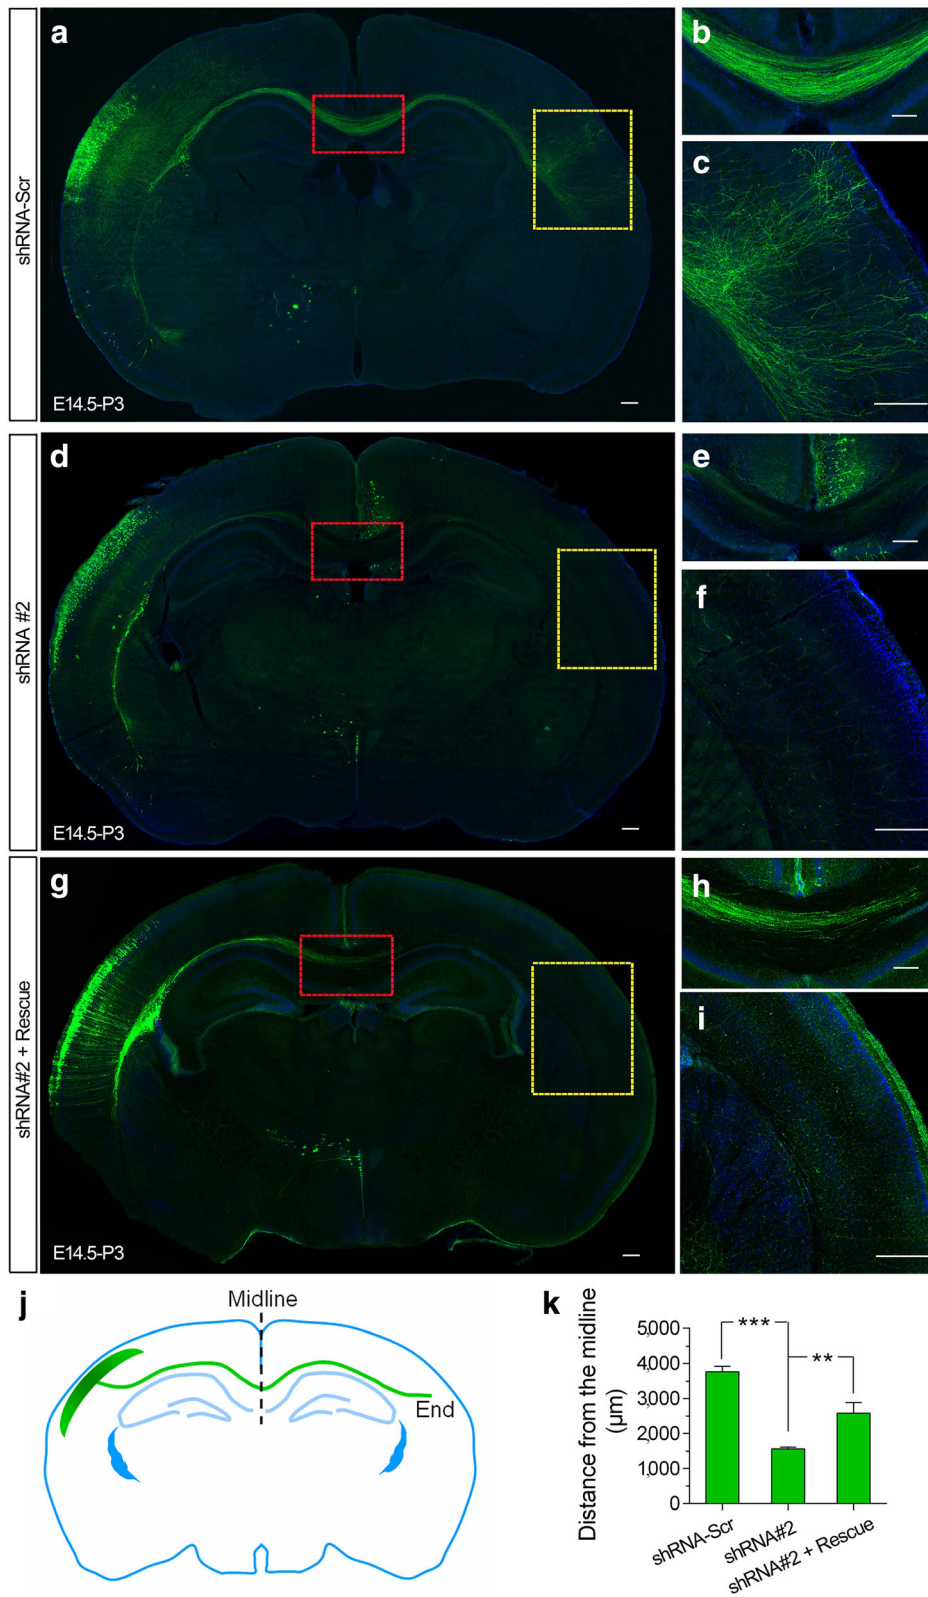 shRNA-Scr
a
E14.5-P3
b
c
shRNA #2
d
E14.5-P3
e
f
shRNA#2 + Rescue
g
E14.5-P3
h
i
j
Midline
End
k
Distance from the midline
(μm)
5,000
4,000
3,000
2,000
1,000
0
***
**
shRNA-Scr
shRNA#2
shRNA#2 + Rescue